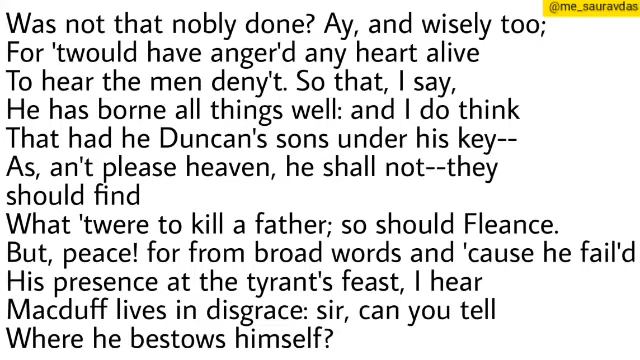 @me_sauravdas
Was not that nobly done? Ay, and wisely too;
For 'twould have anger'd any heart alive
To hear the men deny't. So that, I say,
He has borne all things well: and I do think
That had he Duncan's sons under his key--
As, an't please heaven, he shall not--they
should find
What 'twere to kill a father; so should Fleance.
But, peace! for from broad words and 'cause he fail'd
His presence at the tyrant's feast, I hear
Macduff lives in disgrace: sir, can you tell
Where he bestows himself?